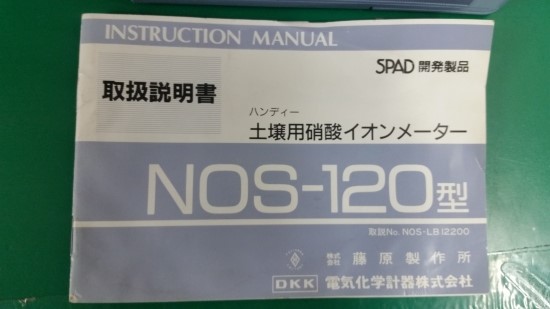 INSTRUCTION MANUAL
SPAD 開発製品
取扱説明書
ハンディー
土壌用硝酸イオンメーター
NOS-120型
取説No. NOS-LB12200
株式会社 藤原製作所
DKK 電気化学計器株式会社